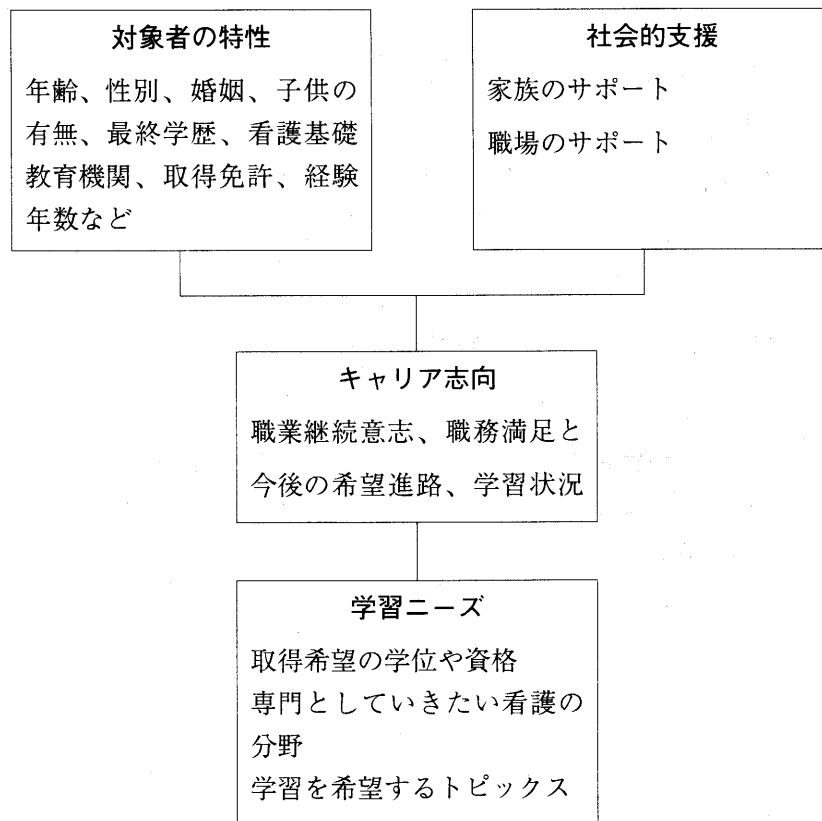 対象者の特性
年齢、性別、婚姻、子供の
有無、最終学歴、看護基礎
教育機関、取得免許、経験
年数など
社会的支援
家族のサポート
職場のサポート
キャリア志向
職業継続意志、職務満足と
今後の希望進路、学習状況
学習ニーズ
取得希望の学位や資格
専門としていきたい看護の
分野
学習を希望するトピックス